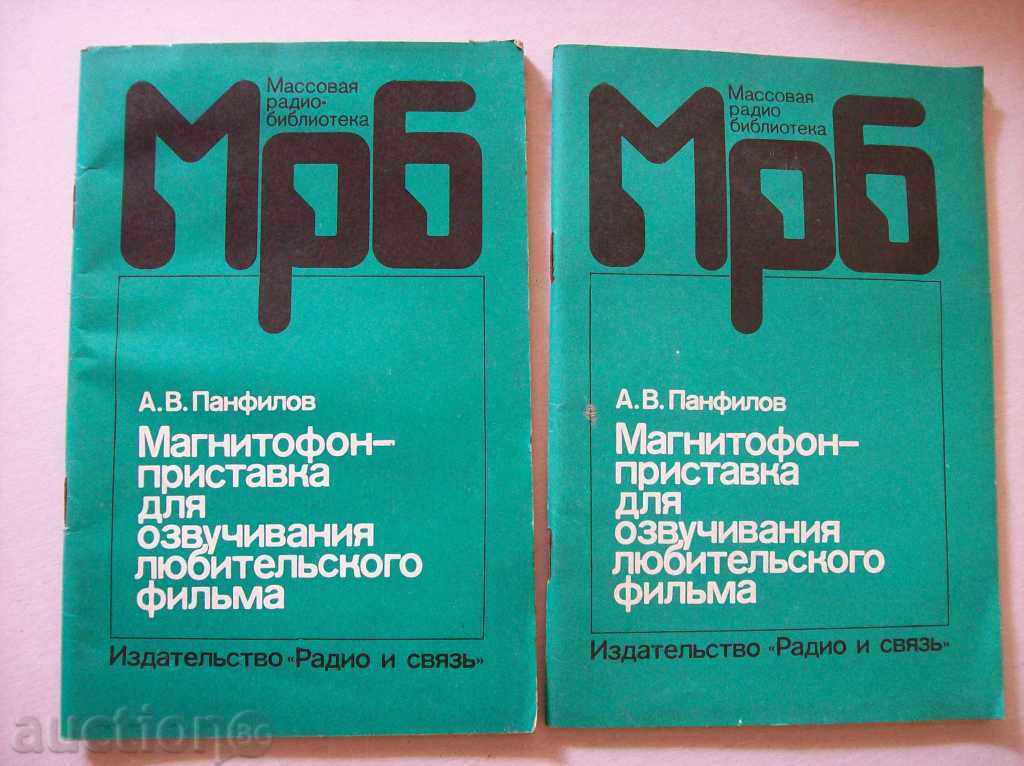 Мрб
Массовая
радио-
библиотека
А.В.Панфилов
Магнитофон-
приставка
для
озвучивания
любительского
фильма
Издательство «Радио и связь»
Мрб
Массовая
радио
библиотека
А.В.Панфилов
Магнитофон-
приставка
для
озвучивания
любительского
фильма
Издательство «Радио и связь»
auction.bg